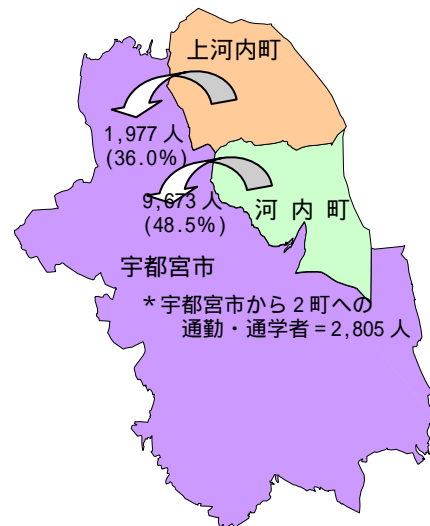 上河内町
1,977 人
(36.0%)
9,673 人
(48.5%)
河 内 町
宇都宮市
＊宇都宮市から 2 町への
通勤・通学者 = 2,805 人